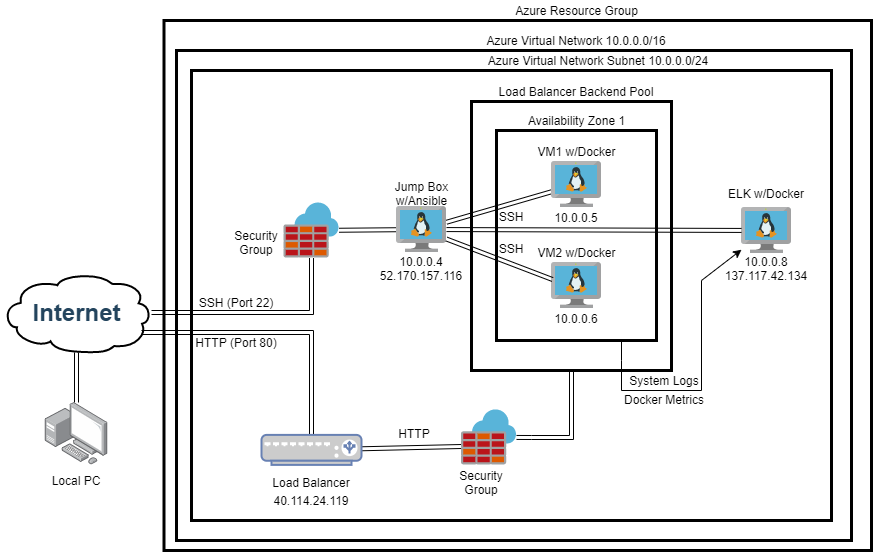 Azure Resource Group
Azure Virtual Network 10.0.0.0/16
Azure Virtual Network Subnet 10.0.0.0/24
Load Balancer Backend Pool
Availability Zone 1
VM1 w/Docker
10.0.0.5
Jump Box
w/Ansible
10.0.0.4
52.170.157.116
SSH
SSH
VM2 w/Docker
10.0.0.6
ELK w/Docker
10.0.0.8
137.117.42.134
Security
Group
Internet
SSH (Port 22)
HTTP (Port 80)
System Logs
Docker Metrics
Local PC
HTTP
Load Balancer
40.114.24.119
Security
Group